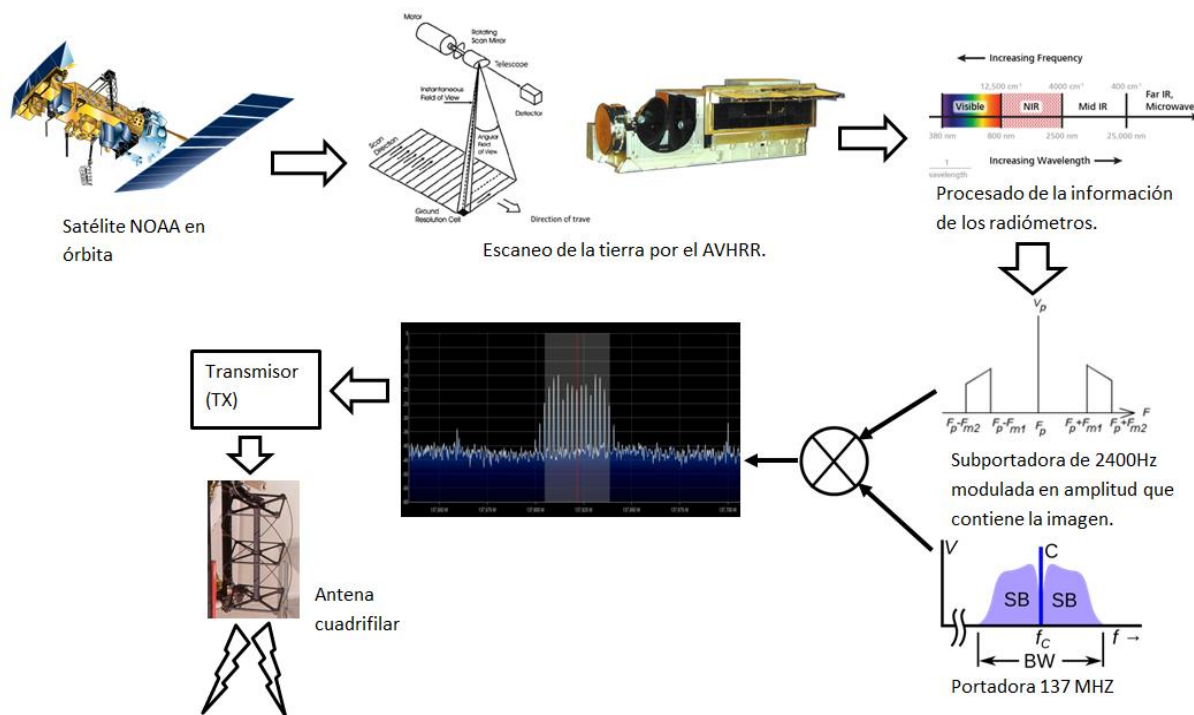 Motor
Rotating
Scan Mirror
Telescope
Instantaneous
Field of View
Detector
Angular
Field
of View
Scan
Direction
Ground
Resolution Cell
Direction of trave
Satélite NOAA en
órbita
Escaneo de la tierra por el AVHRR.
Increasing Frequency
12,500 cm⁻¹ 4000 cm⁻¹ 400 cm⁻¹
Visible NIR Mid IR Far IR,
Microwave
380 nm 800 nm 2500 nm 25,000 nm
1
wavelength
Increasing Wavelength
Procesado de la información
de los radiómetros.
Vp
Fp-Fm2 Fp-Fm1 Fp Fp+Fm1 Fp+Fm2 F
Subportadora de 2400Hz
modulada en amplitud que
contiene la imagen.
V C
SB SB
fC f →
BW
Portadora 137 MHZ
Transmisor
(TX)
Antena
cuadrifilar